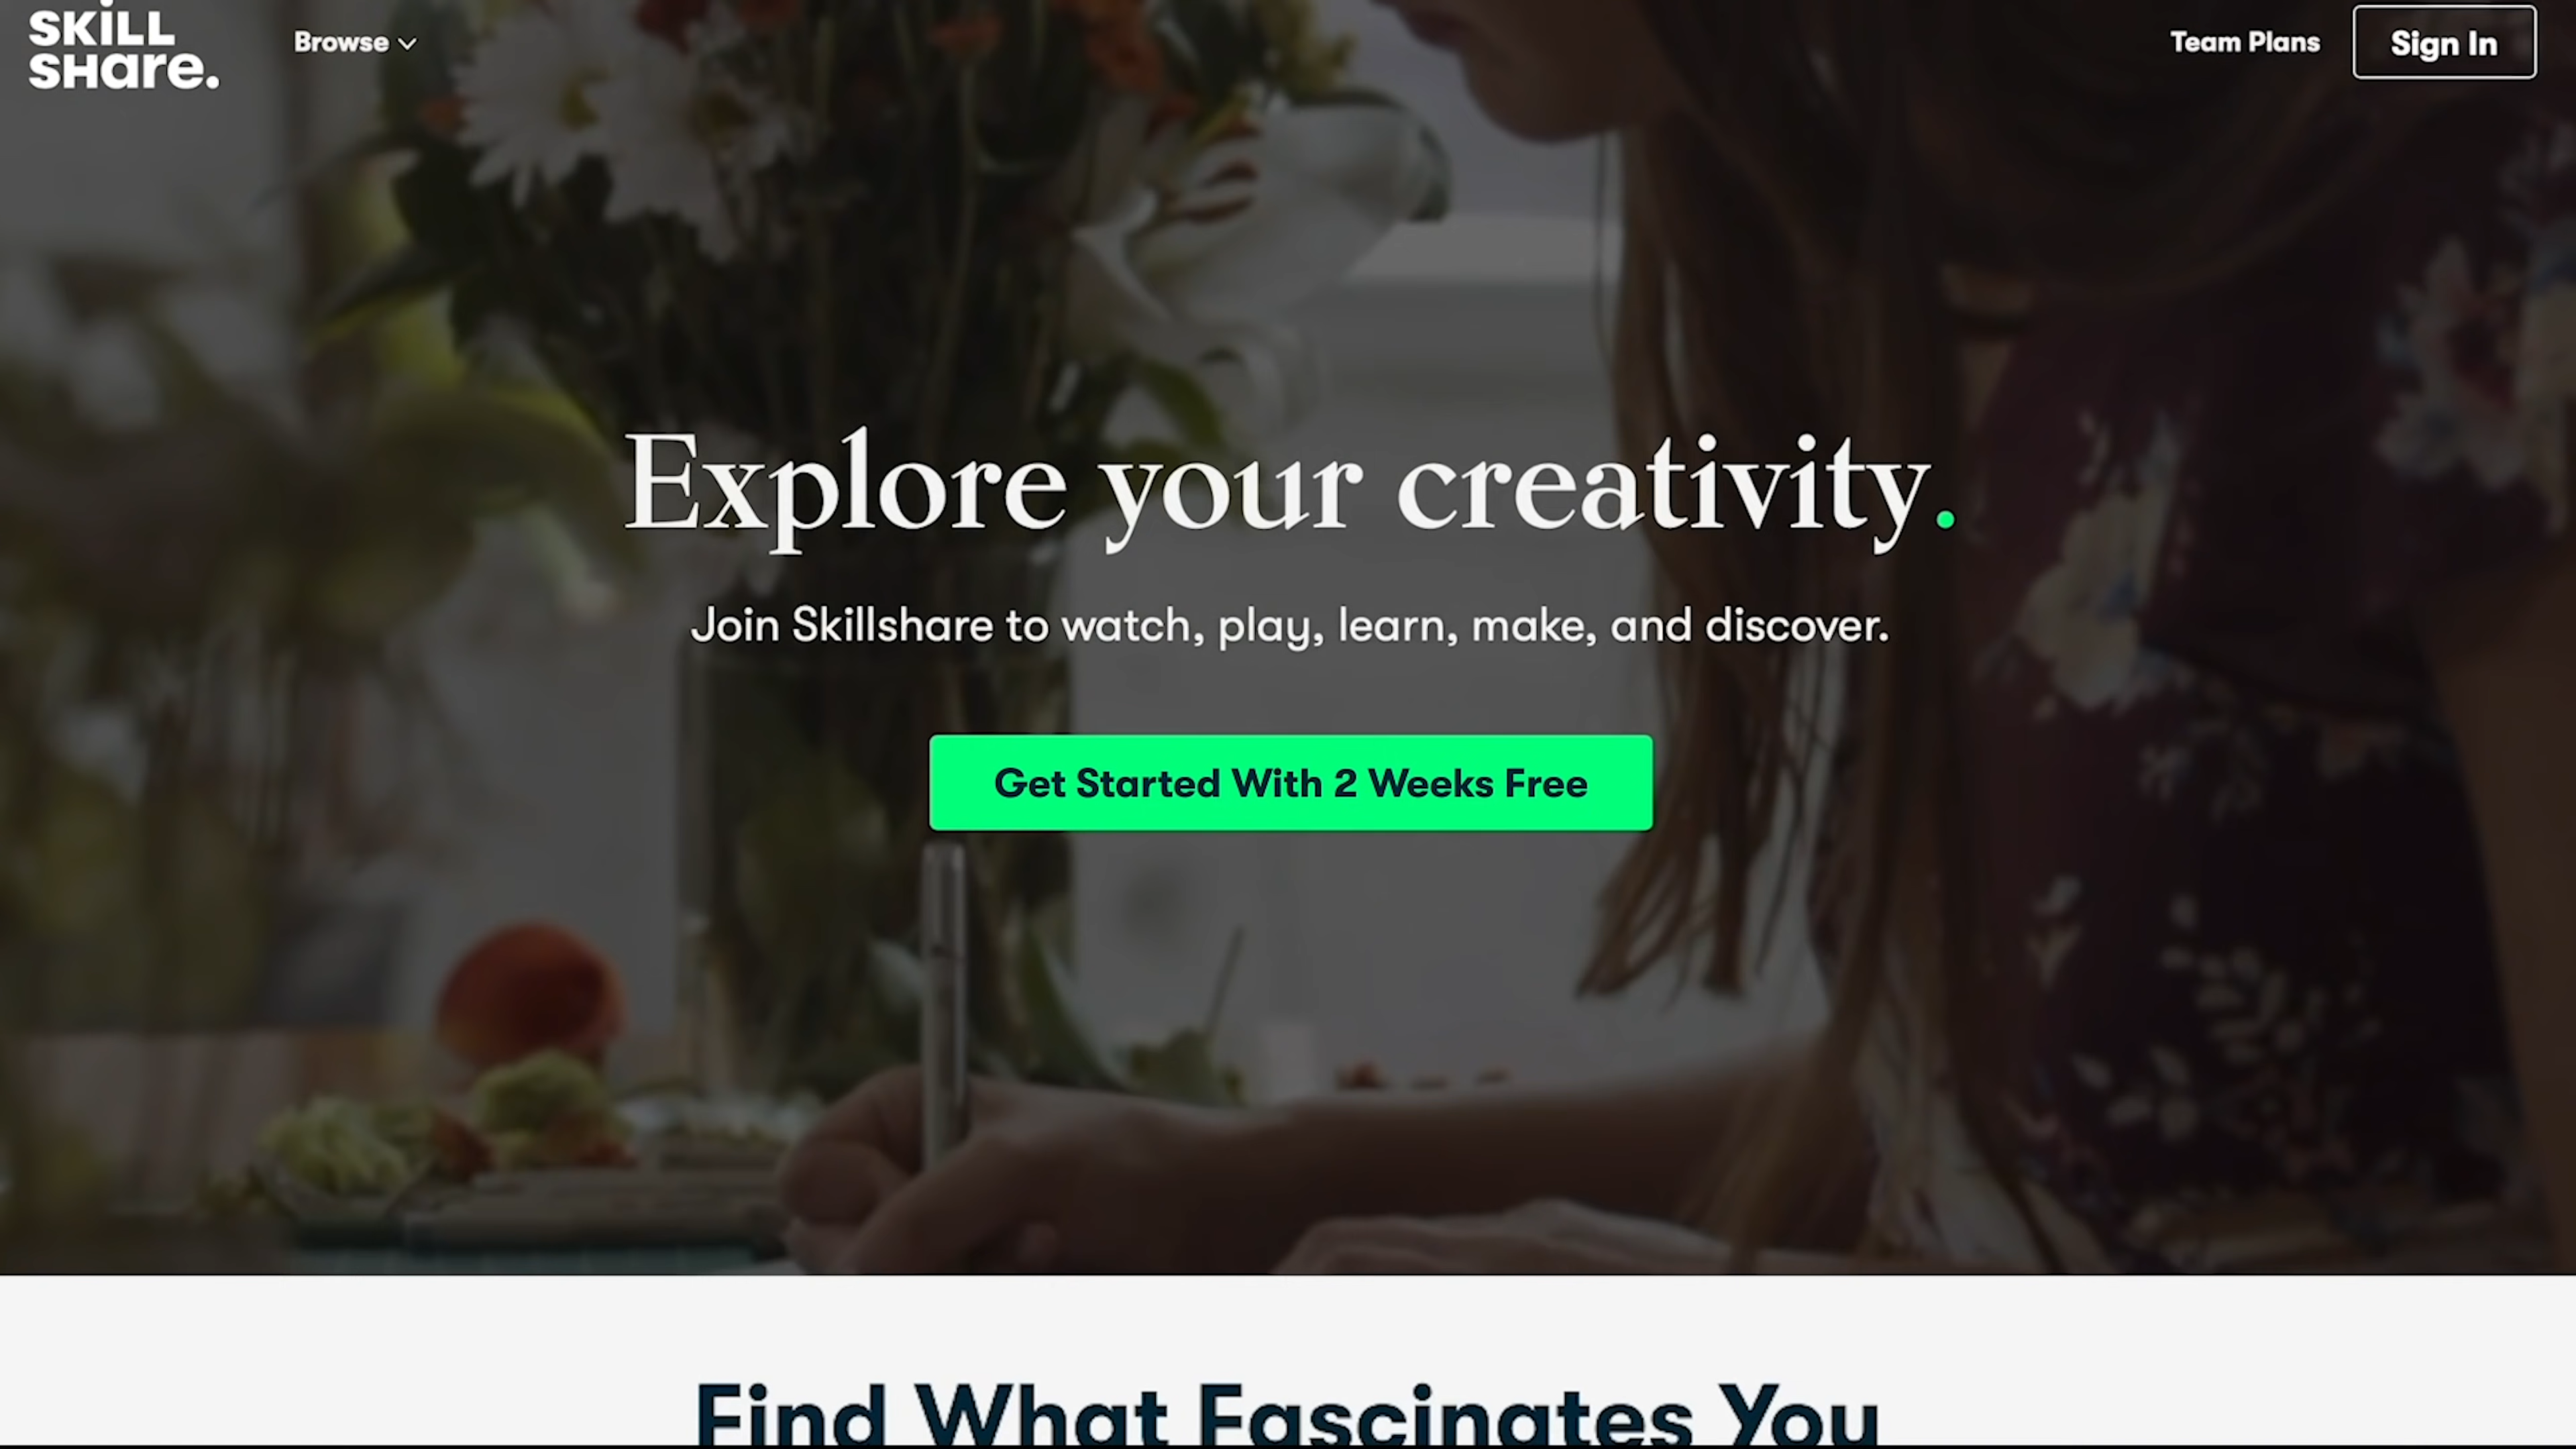 SKiLL
SHare.
Browse
Team Plans
Sign In
Explore your creativity.
Join Skillshare to watch, play, learn, make, and discover.
Get Started With 2 Weeks Free
Find What Fascinates You